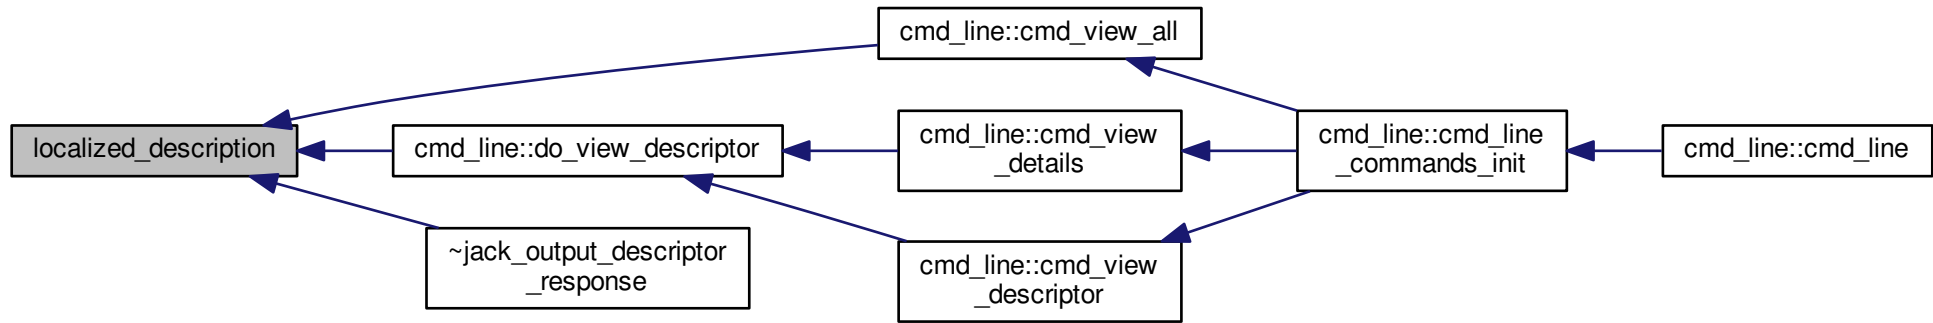 localized_description
cmd_line::cmd_view_all
cmd_line::do_view_descriptor
~jack_output_descriptor
_response
cmd_line::cmd_view
_details
cmd_line::cmd_view
_descriptor
cmd_line::cmd_line
_commands_init
cmd_line::cmd_line